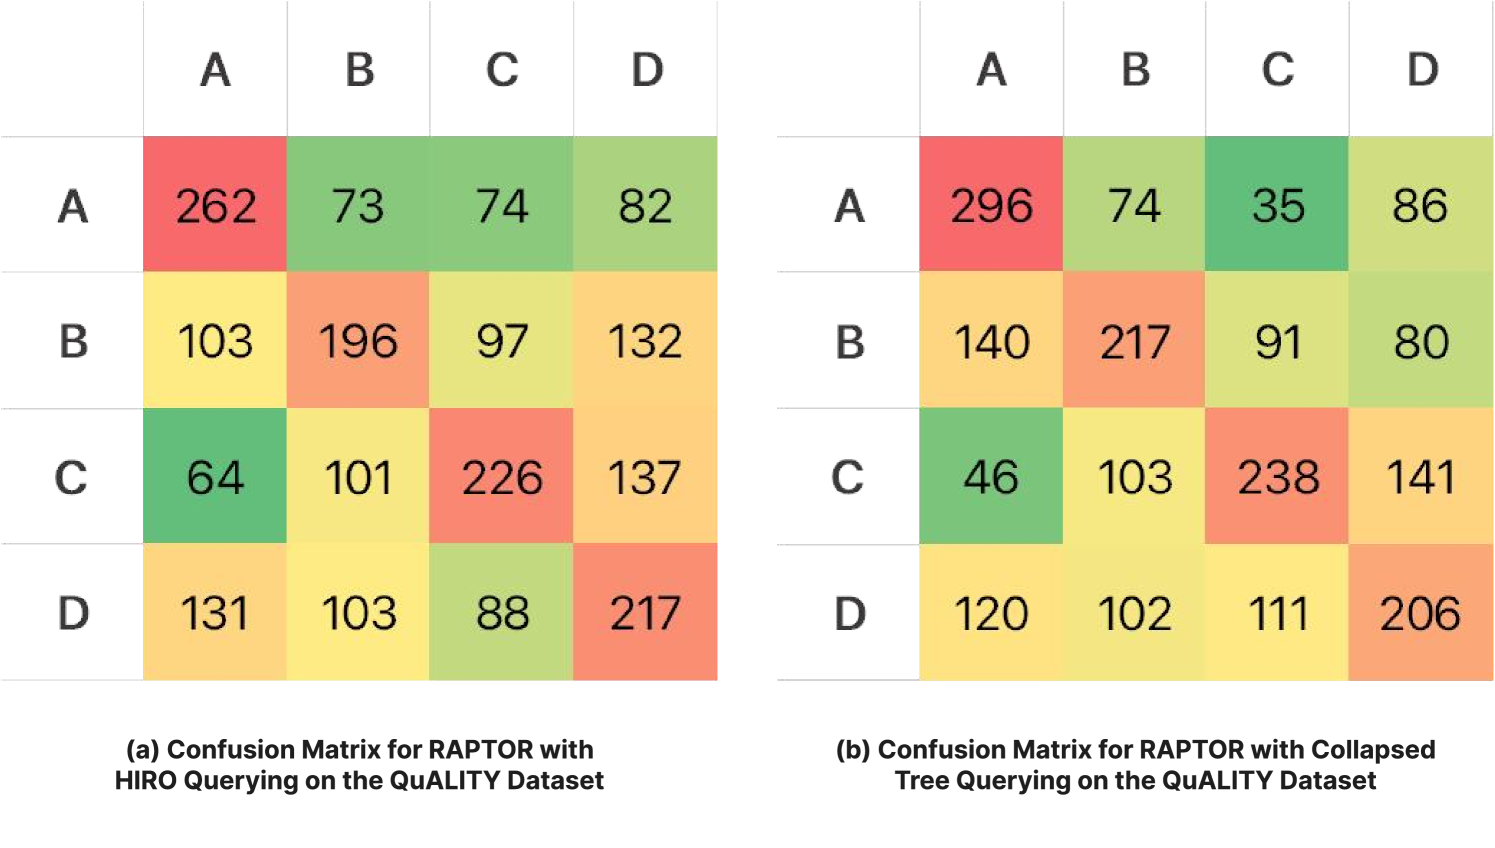 A B C D
A 262 73 74 82
B 103 196 97 132
C 64 101 226 137
D 131 103 88 217
(a) Confusion Matrix for RAPTOR with
HIRO Querying on the QuALITY Dataset
A B C D
A 296 74 35 86
B 140 217 91 80
C 46 103 238 141
D 120 102 111 206
(b) Confusion Matrix for RAPTOR with Collapsed
Tree Querying on the QuALITY Dataset